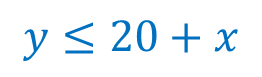 y ≤ 20 + x